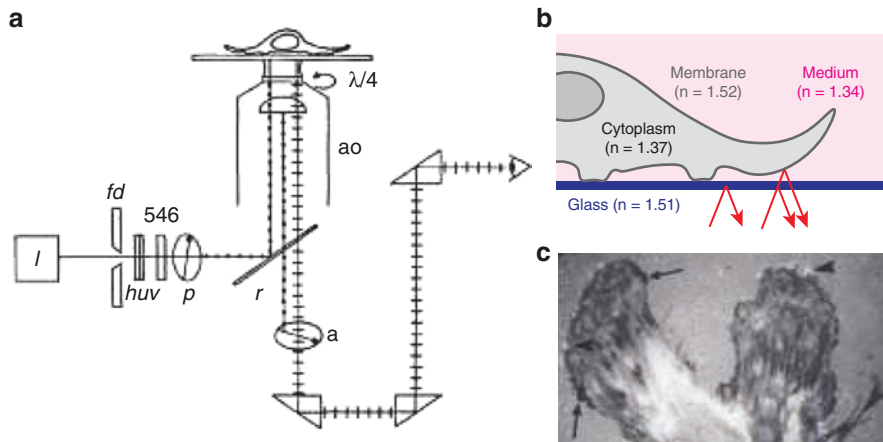 a
λ/4
ao
fd
546
l
huv
p
r
a
b
Membrane
(n = 1.52)
Medium
(n = 1.34)
Cytoplasm
(n = 1.37)
Glass (n = 1.51)
c